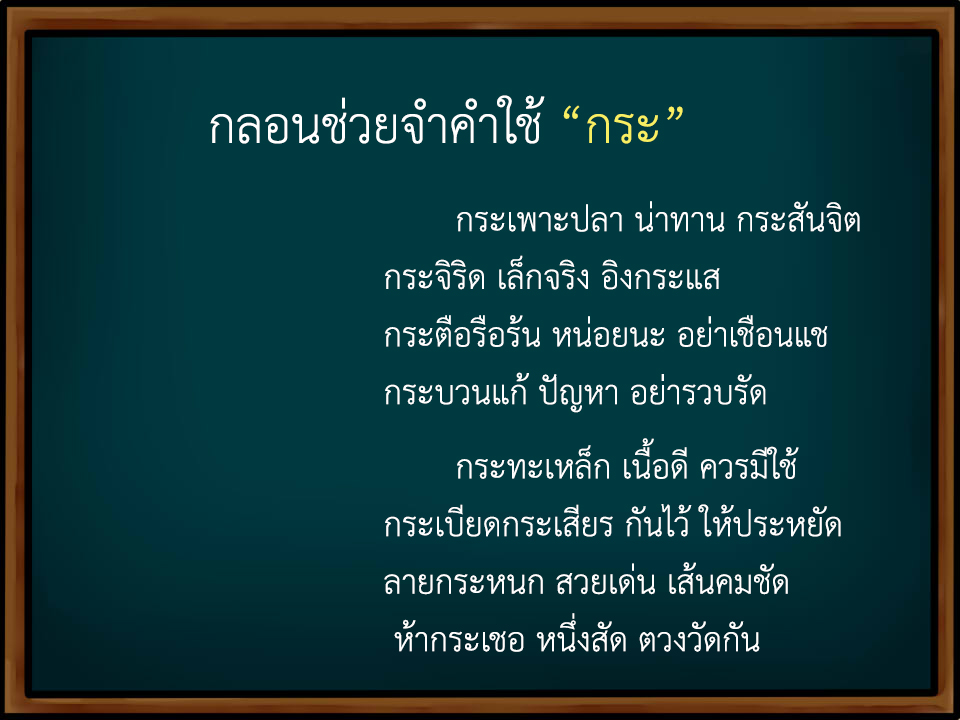 กลอนช่วยจำคำใช้ “กระ”
กระเพาะปลา น่าทาน กระสันจิต
กระจิริด เล็กจริง อิงกระแส
กระตือรือร้น หน่อยนะ อย่าเชือนแช
กระบวนแก้ ปัญหา อย่ารวบรัด
กระทะเหล็ก เนื้อดี ควรมีใช้
กระเบียดกระเสียร กันไว้ ให้ประหยัด
ลายกระหนก สวยเด่น เส้นคมชัด
ห้ากระเชอ หนึ่งสัด ตวงวัดกัน